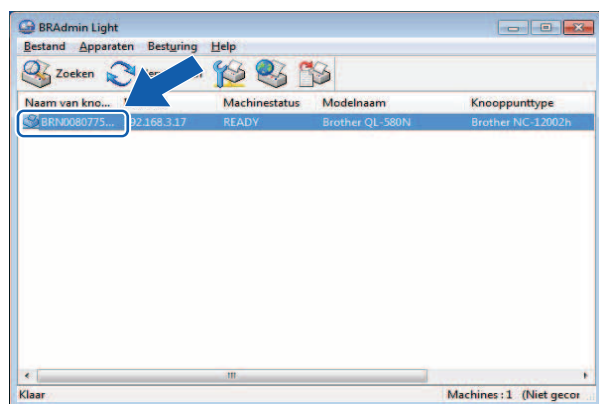 BRAdmin Light
Bestand Apparaten Besturing Help
Zoeken
Naam van kno... Machinestatus Modelnaam Knooppunttype
BRN0080775... 92.168.3.17 READY Brother QL-580N Brother NC-12002h
Klaar Machines : 1 (Niet gecor